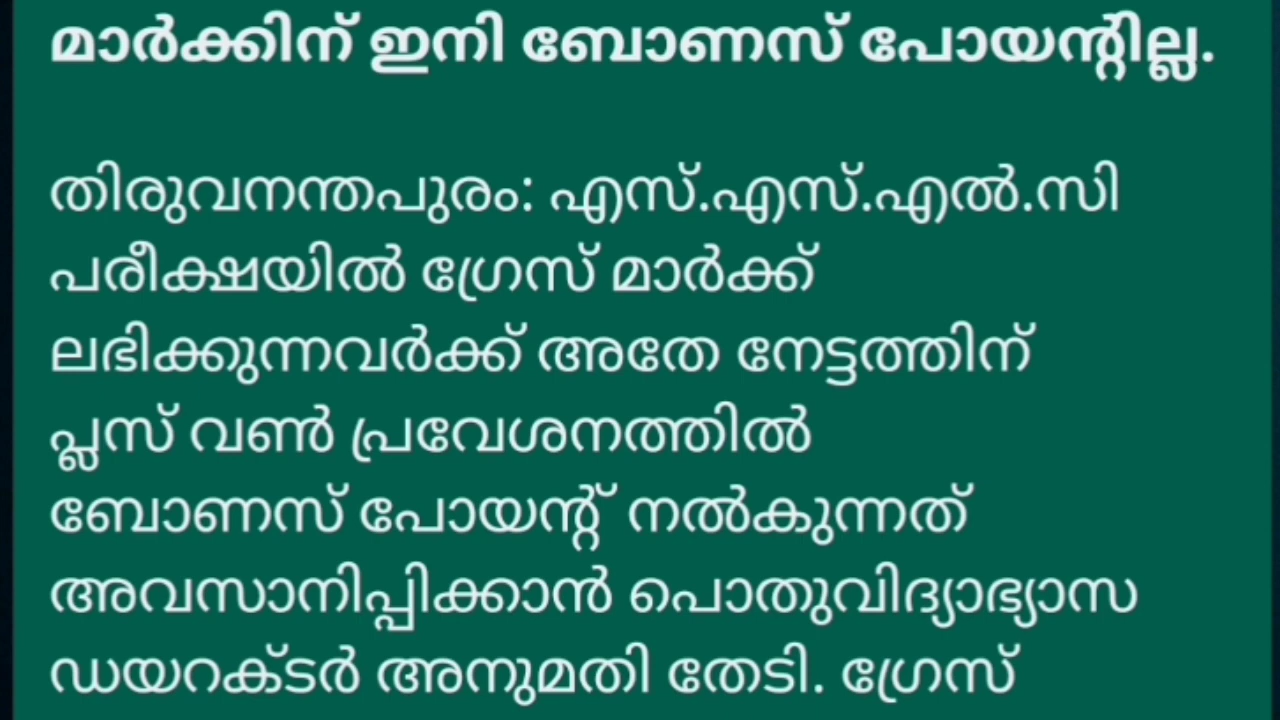 മാർക്കിന് ഇനി ബോണസ് പോയന്റില്ല.
തിരുവനന്തപുരം: എസ്.എസ്.എൽ.സി
പരീക്ഷയിൽ ഗ്രേസ് മാർക്ക്
ലഭിക്കുന്നവർക്ക് അതേ നേട്ടത്തിന്
പ്ലസ് വൺ പ്രവേശനത്തിൽ
ബോണസ് പോയന്റ് നൽകുന്നത്
അവസാനിപ്പിക്കാൻ പൊതുവിദ്യാഭ്യാസ
ഡയറക്ടർ അനുമതി തേടി. ഗ്രേസ്